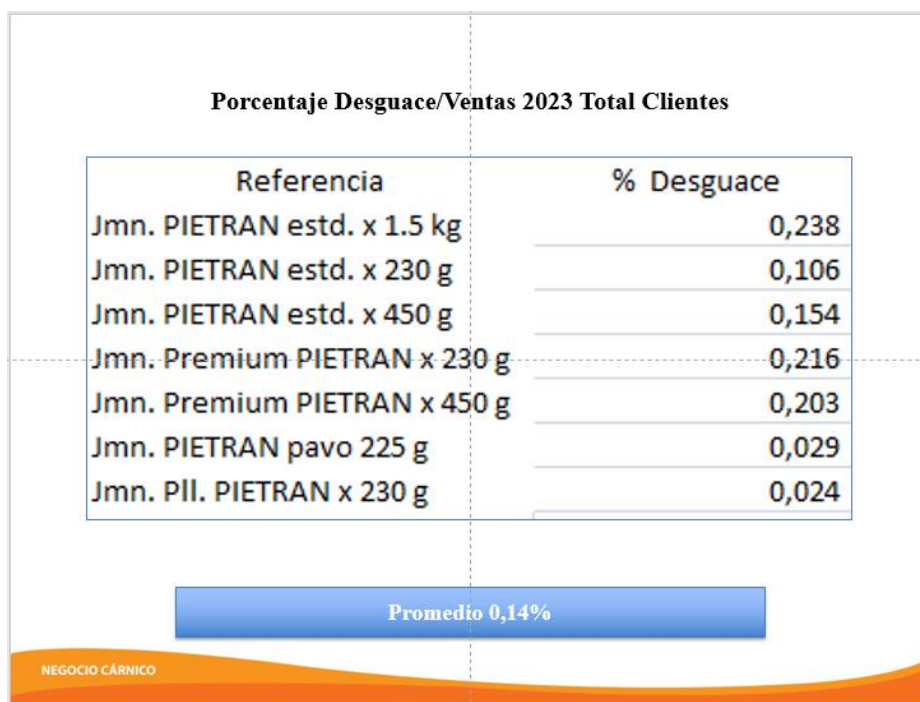 Porcentaje Desguace/Ventas 2023 Total Clientes
Referencia % Desguace
Jmn. PIETRAN estd. x 1.5 kg 0,238
Jmn. PIETRAN estd. x 230 g 0,106
Jmn. PIETRAN estd. x 450 g 0,154
Jmn. Premium PIETRAN x 230 g 0,216
Jmn. Premium PIETRAN x 450 g 0,203
Jmn. PIETRAN pavo 225 g 0,029
Jmn. Pll. PIETRAN x 230 g 0,024
Promedio 0,14%
NEGOCIO CÁRNICO